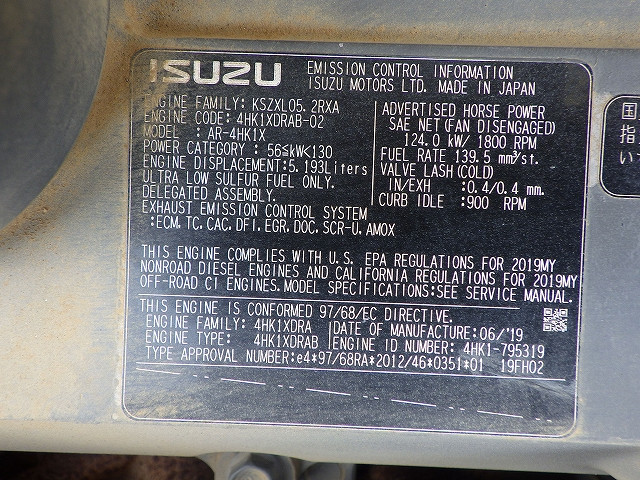 ISUZU
EMISSION CONTROL INFORMATION
ISUZU MOTORS LTD. MADE IN JAPAN
ENGINE FAMILY: KSZXL05.2RXA
ENGINE CODE: 4HK1XDRAB-02
MODEL : AR-4HK1X
POWER CATEGORY : 56≤kW<130
ENGINE DISPLACEMENT:5.193Liters
ULTRA LOW SULFUR FUEL ONLY.
DELEGATED ASSEMBLY.
EXHAUST EMISSION CONTROL SYSTEM
:ECM,TC,CAC,DFI,EGR,DOC,SCR-U,AMOX
ADVERTISED HORSE POWER
SAE NET(FAN DISENGAGED)
124.0 kW/ 1800 RPM
FUEL RATE 139.5 mm³/st.
VALVE LASH(COLD)
IN/EXH :0.4/0.4 mm.
CURB IDLE :900 RPM
THIS ENGINE COMPLIES WITH U.S. EPA REGULATIONS FOR 2019MY
NONROAD DIESEL ENGINES AND CALIFORNIA REGULATIONS FOR 2019MY
OFF-ROAD CI ENGINES.MODEL SPECIFICATIONS:SEE SERVICE MANUAL.
THIS ENGINE IS CONFORMED 97/68/EC DIRECTIVE.
ENGINE FAMILY: 4HK1XDRA DATE OF MANUFACTURE:06/'19
ENGINE TYPE: 4HK1XDRAB ENGINE ID NUMBER: 4HK1-795319
TYPE APPROVAL NUMBER:e4*97/68RA*2012/46*0351*01 19FH02
国
指
い